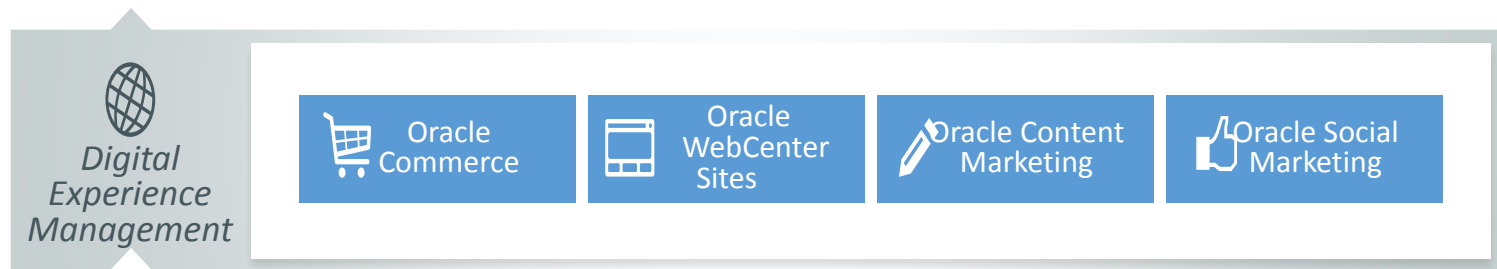 Digital
Experience
Management
Oracle
Commerce
Oracle
WebCenter
Sites
Oracle Content
Marketing
Oracle Social
Marketing